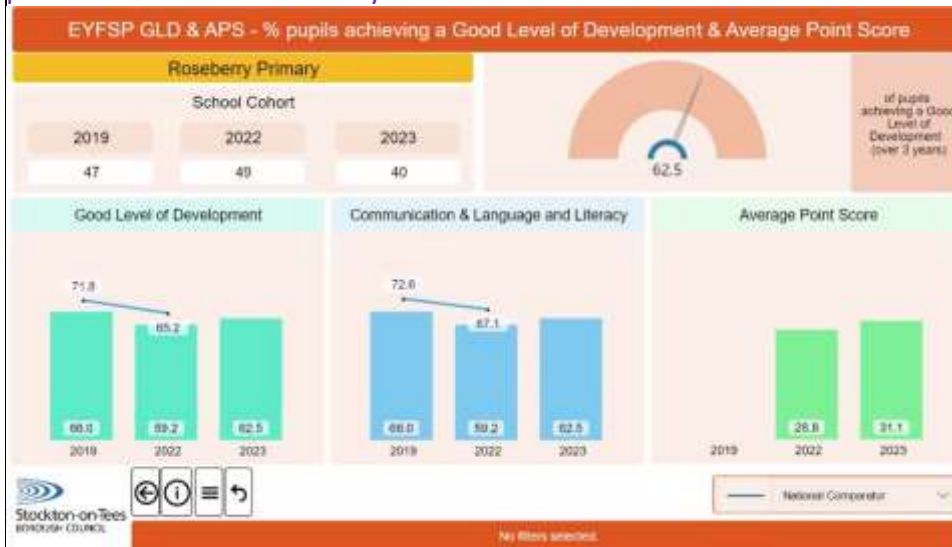 EYFSP GLD & APS - % pupils achieving a Good Level of Development & Average Point Score
Roseberry Primary
School Cohort
2019 2022 2023
47 49 40
62.5
of pupils
achieving a Good
Level of
Development
(over 3 years)
Good Level of Development
71.8
65.2
66.0 59.2 62.5
2019 2022 2023
Communication & Language and Literacy
72.6
67.1
66.0 59.2 62.5
2019 2022 2023
Average Point Score
28.8 31.1
2019 2022 2023
Stockton-on-Tees
BOROUGH COUNCIL
National Comparator
No filters selected.